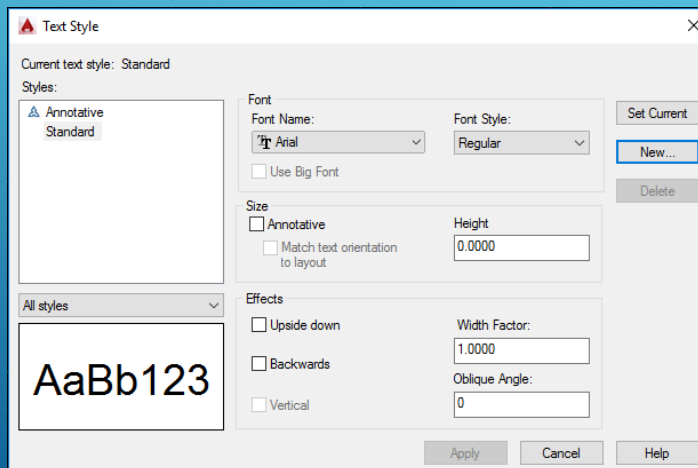 Text Style
Current text style: Standard
Styles:
Annotative
Standard
All styles
AaBb123
Font
Font Name:
Arial
Font Style:
Regular
Use Big Font
Size
Annotative
Match text orientation
to layout
Height
0.0000
Effects
Upside down
Backwards
Vertical
Width Factor:
1.0000
Oblique Angle:
0
Set Current
New...
Delete
Apply
Cancel
Help